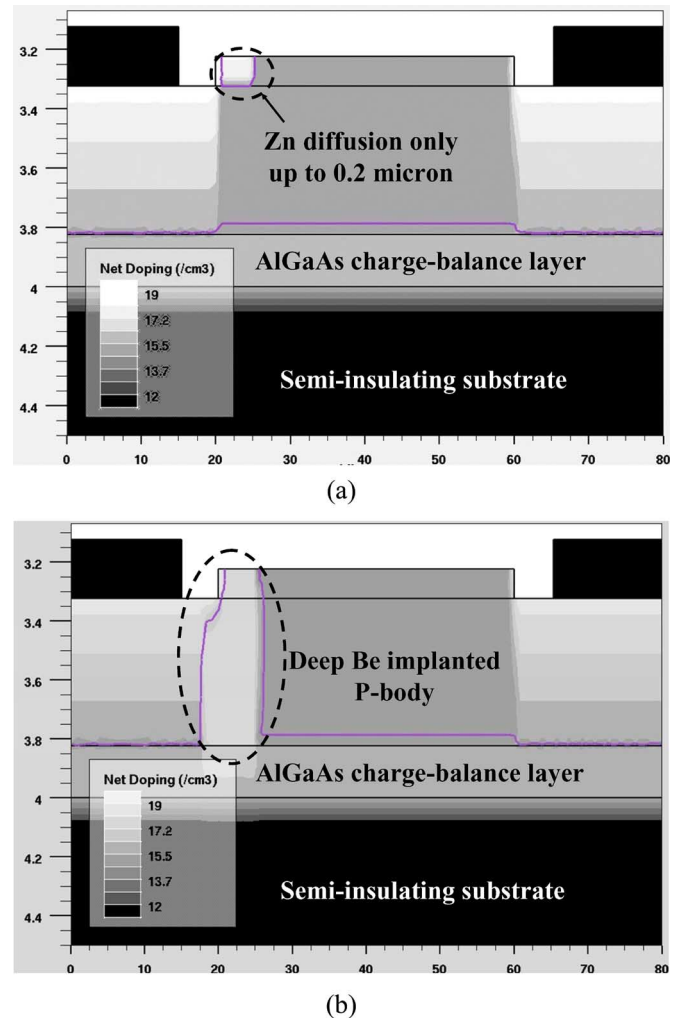 3.2
3.4
3.6
3.8
4
4.2
4.4
Zn diffusion only
up to 0.2 micron
AlGaAs charge-balance layer
Net Doping (/cm3)
19
17.2
15.5
13.7
12
Semi-insulating substrate
0 10 20 30 40 50 60 70 80
(a)
3.2
3.4
3.6
3.8
4
4.2
4.4
Deep Be implanted
P-body
AlGaAs charge-balance layer
Net Doping (/cm3)
19
17.2
15.5
13.7
12
Semi-insulating substrate
0 10 20 30 40 50 60 70 80
(b)